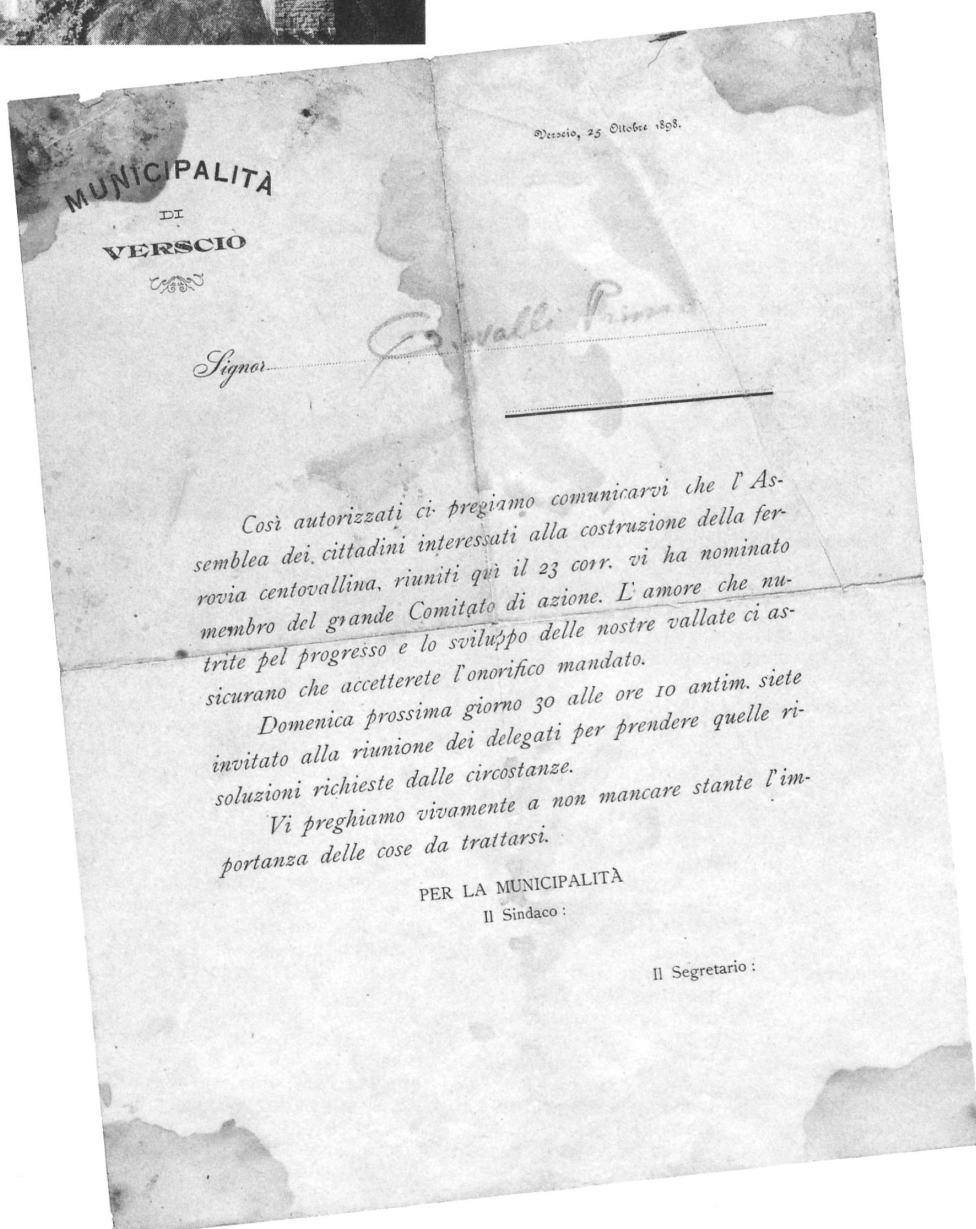 Verscio, 25 Ottobre 1898.
MUNICIPALITÀ
DI
VERSCIO
Signor Cavalli Primo
Così autorizzati ci pregiamo comunicarvi che l' As-
semblea dei cittadini interessati alla costruzione della fer-
rovia centovallina, riuniti quì il 23 corr. vi ha nominato
membro del grande Comitato di azione. L' amore che nu-
trite pel progresso e lo sviluppo delle nostre vallate ci as-
sicurano che accetterete l'onorifico mandato.
Domenica prossima giorno 30 alle ore 10 antim. siete
invitato alla riunione dei delegati per prendere quelle ri-
soluzioni richieste dalle circostanze.
Vi preghiamo vivamente a non mancare stante l'im-
portanza delle cose da trattarsi.
PER LA MUNICIPALITÀ
Il Sindaco :
Il Segretario :